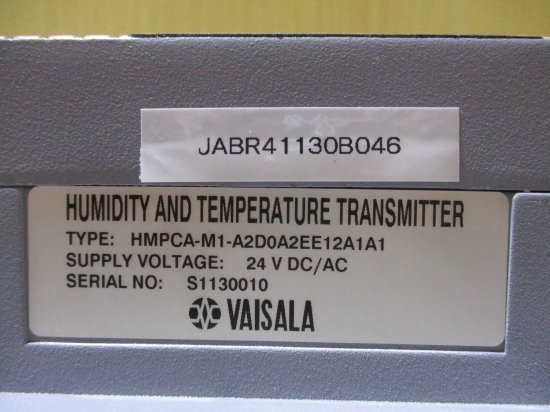 JABR41130B046
HUMIDITY AND TEMPERATURE TRANSMITTER
TYPE: HMPCA-M1-A2D0A2EE12A1A1
SUPPLY VOLTAGE: 24 V DC/AC
SERIAL NO: S1130010
VAISALA